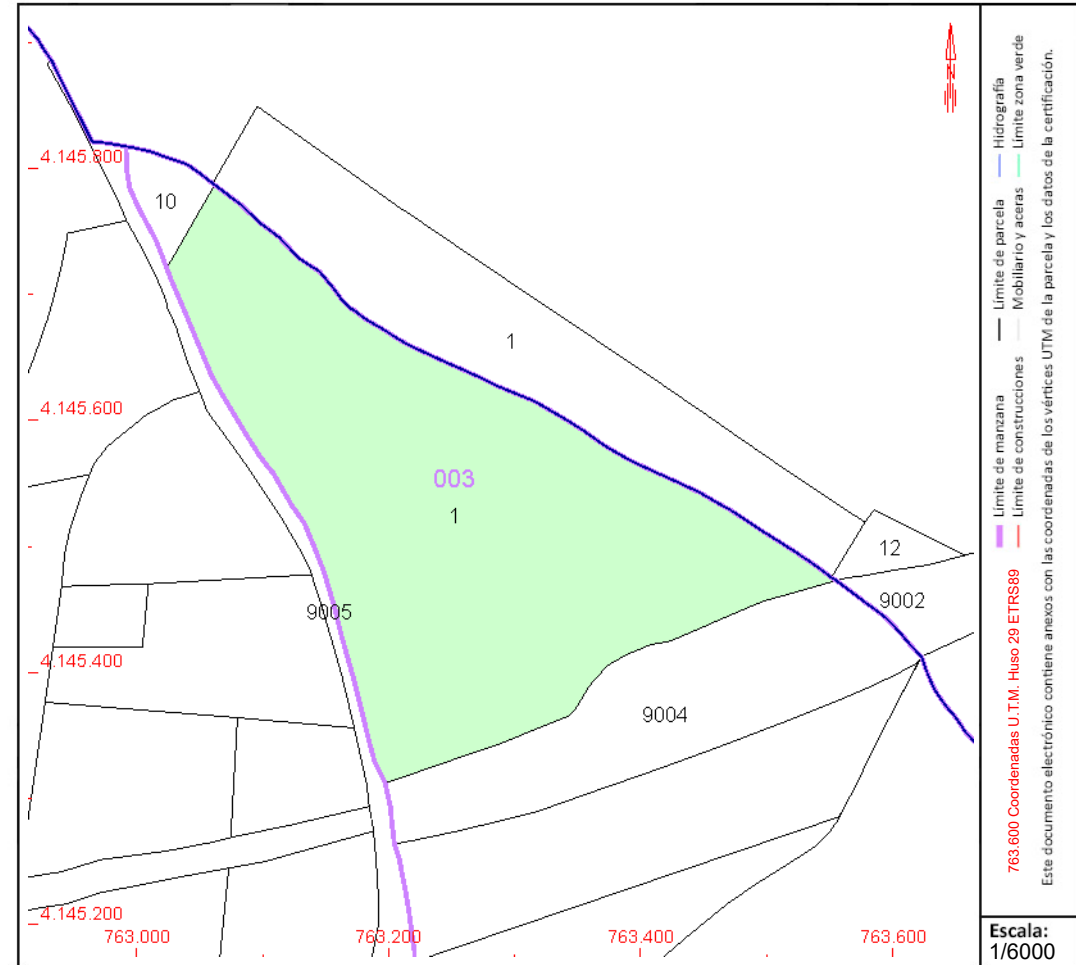 N
4.145.800
10
1
4.145.600
003
1
12
9002
9005
4.145.400
9004
4.145.200
763.000 763.200 763.400 763.600
Límite de manzana Límite de parcela Hidrografía
763.600 Coordenadas U.T.M. Huso 29 ETRS89 Límite de construcciones Mobiliario y aceras Límite zona verde
Este documento electrónico contiene anexos con las coordenadas de los vértices UTM de la parcela y los datos de la certificación.
Escala:
1/6000